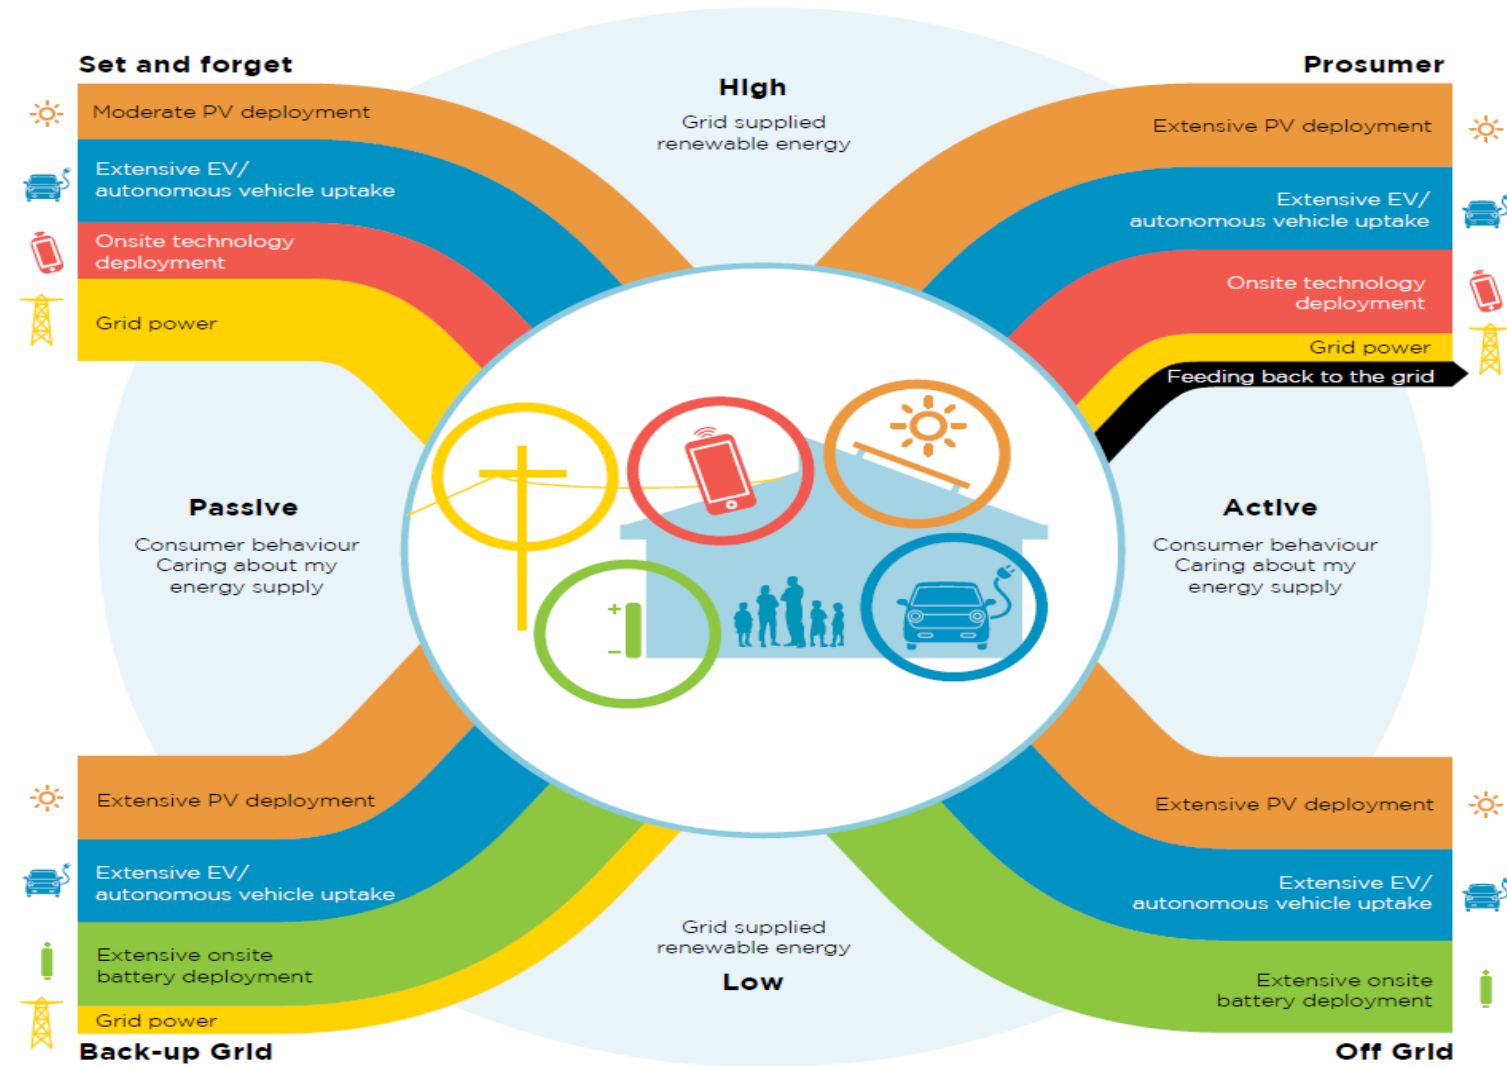 Set and forget
Moderate PV deployment
Extensive EV/
autonomous vehicle uptake
Onsite technology
deployment
Grid power
High
Grid supplied
renewable energy
Prosumer
Extensive PV deployment
Extensive EV/
autonomous vehicle uptake
Onsite technology
deployment
Grid power
Feeding back to the grid
Passive
Consumer behaviour
Caring about my
energy supply
+
–
Active
Consumer behaviour
Caring about my
energy supply
Extensive PV deployment
Extensive EV/
autonomous vehicle uptake
Extensive onsite
battery deployment
Grid power
Back-up Grid
Grid supplied
renewable energy
Low
Extensive PV deployment
Extensive EV/
autonomous vehicle uptake
Extensive onsite
battery deployment
Off Grid